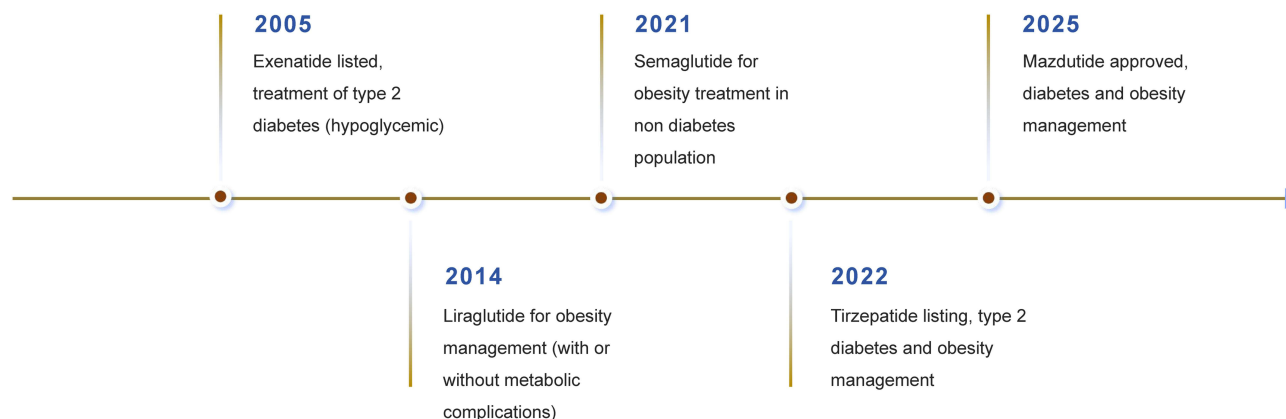 2005
Exenatide listed,
treatment of type 2
diabetes (hypoglycemic)
2014
Liraglutide for obesity
management (with or
without metabolic
complications)
2021
Semaglutide for
obesity treatment in
non diabetes
population
2022
Tirzepatide listing, type 2
diabetes and obesity
management
2025
Mazdutide approved,
diabetes and obesity
management